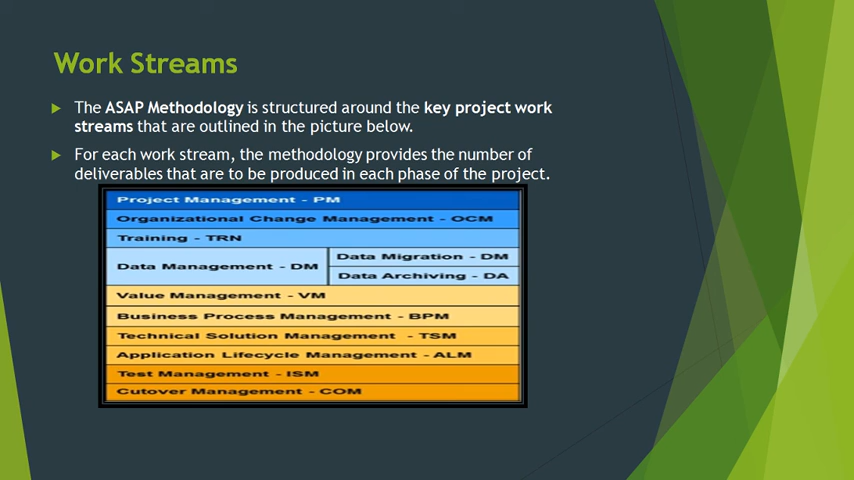 Work Streams
The ASAP Methodology is structured around the key project work
streams that are outlined in the picture below.
For each work stream, the methodology provides the number of
deliverables that are to be produced in each phase of the project.
Project Management - PM
Organizational Change Management - OCM
Training - TRN
Data Management - DM
Data Migration - DM
Data Archiving - DA
Value Management - VM
Business Process Management - BPM
Technical Solution Management - TSM
Application Lifecycle Management - ALM
Test Management - ISM
Cutover Management - COM